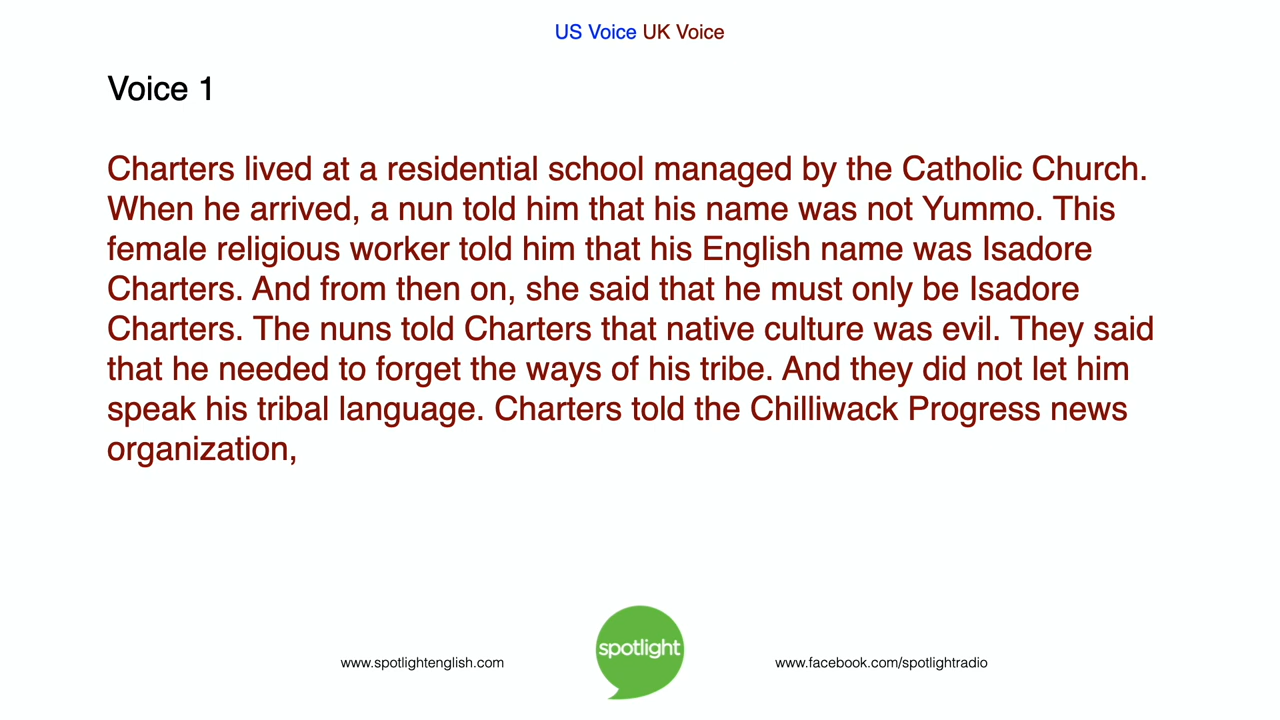 US Voice UK Voice
Voice 1
Charters lived at a residential school managed by the Catholic Church.
When he arrived, a nun told him that his name was not Yummo. This
female religious worker told him that his English name was Isadore
Charters. And from then on, she said that he must only be Isadore
Charters. The nuns told Charters that native culture was evil. They said
that he needed to forget the ways of his tribe. And they did not let him
speak his tribal language. Charters told the Chilliwack Progress news
organization,
www.spotlightenglish.com
spotlight
www.facebook.com/spotlightradio